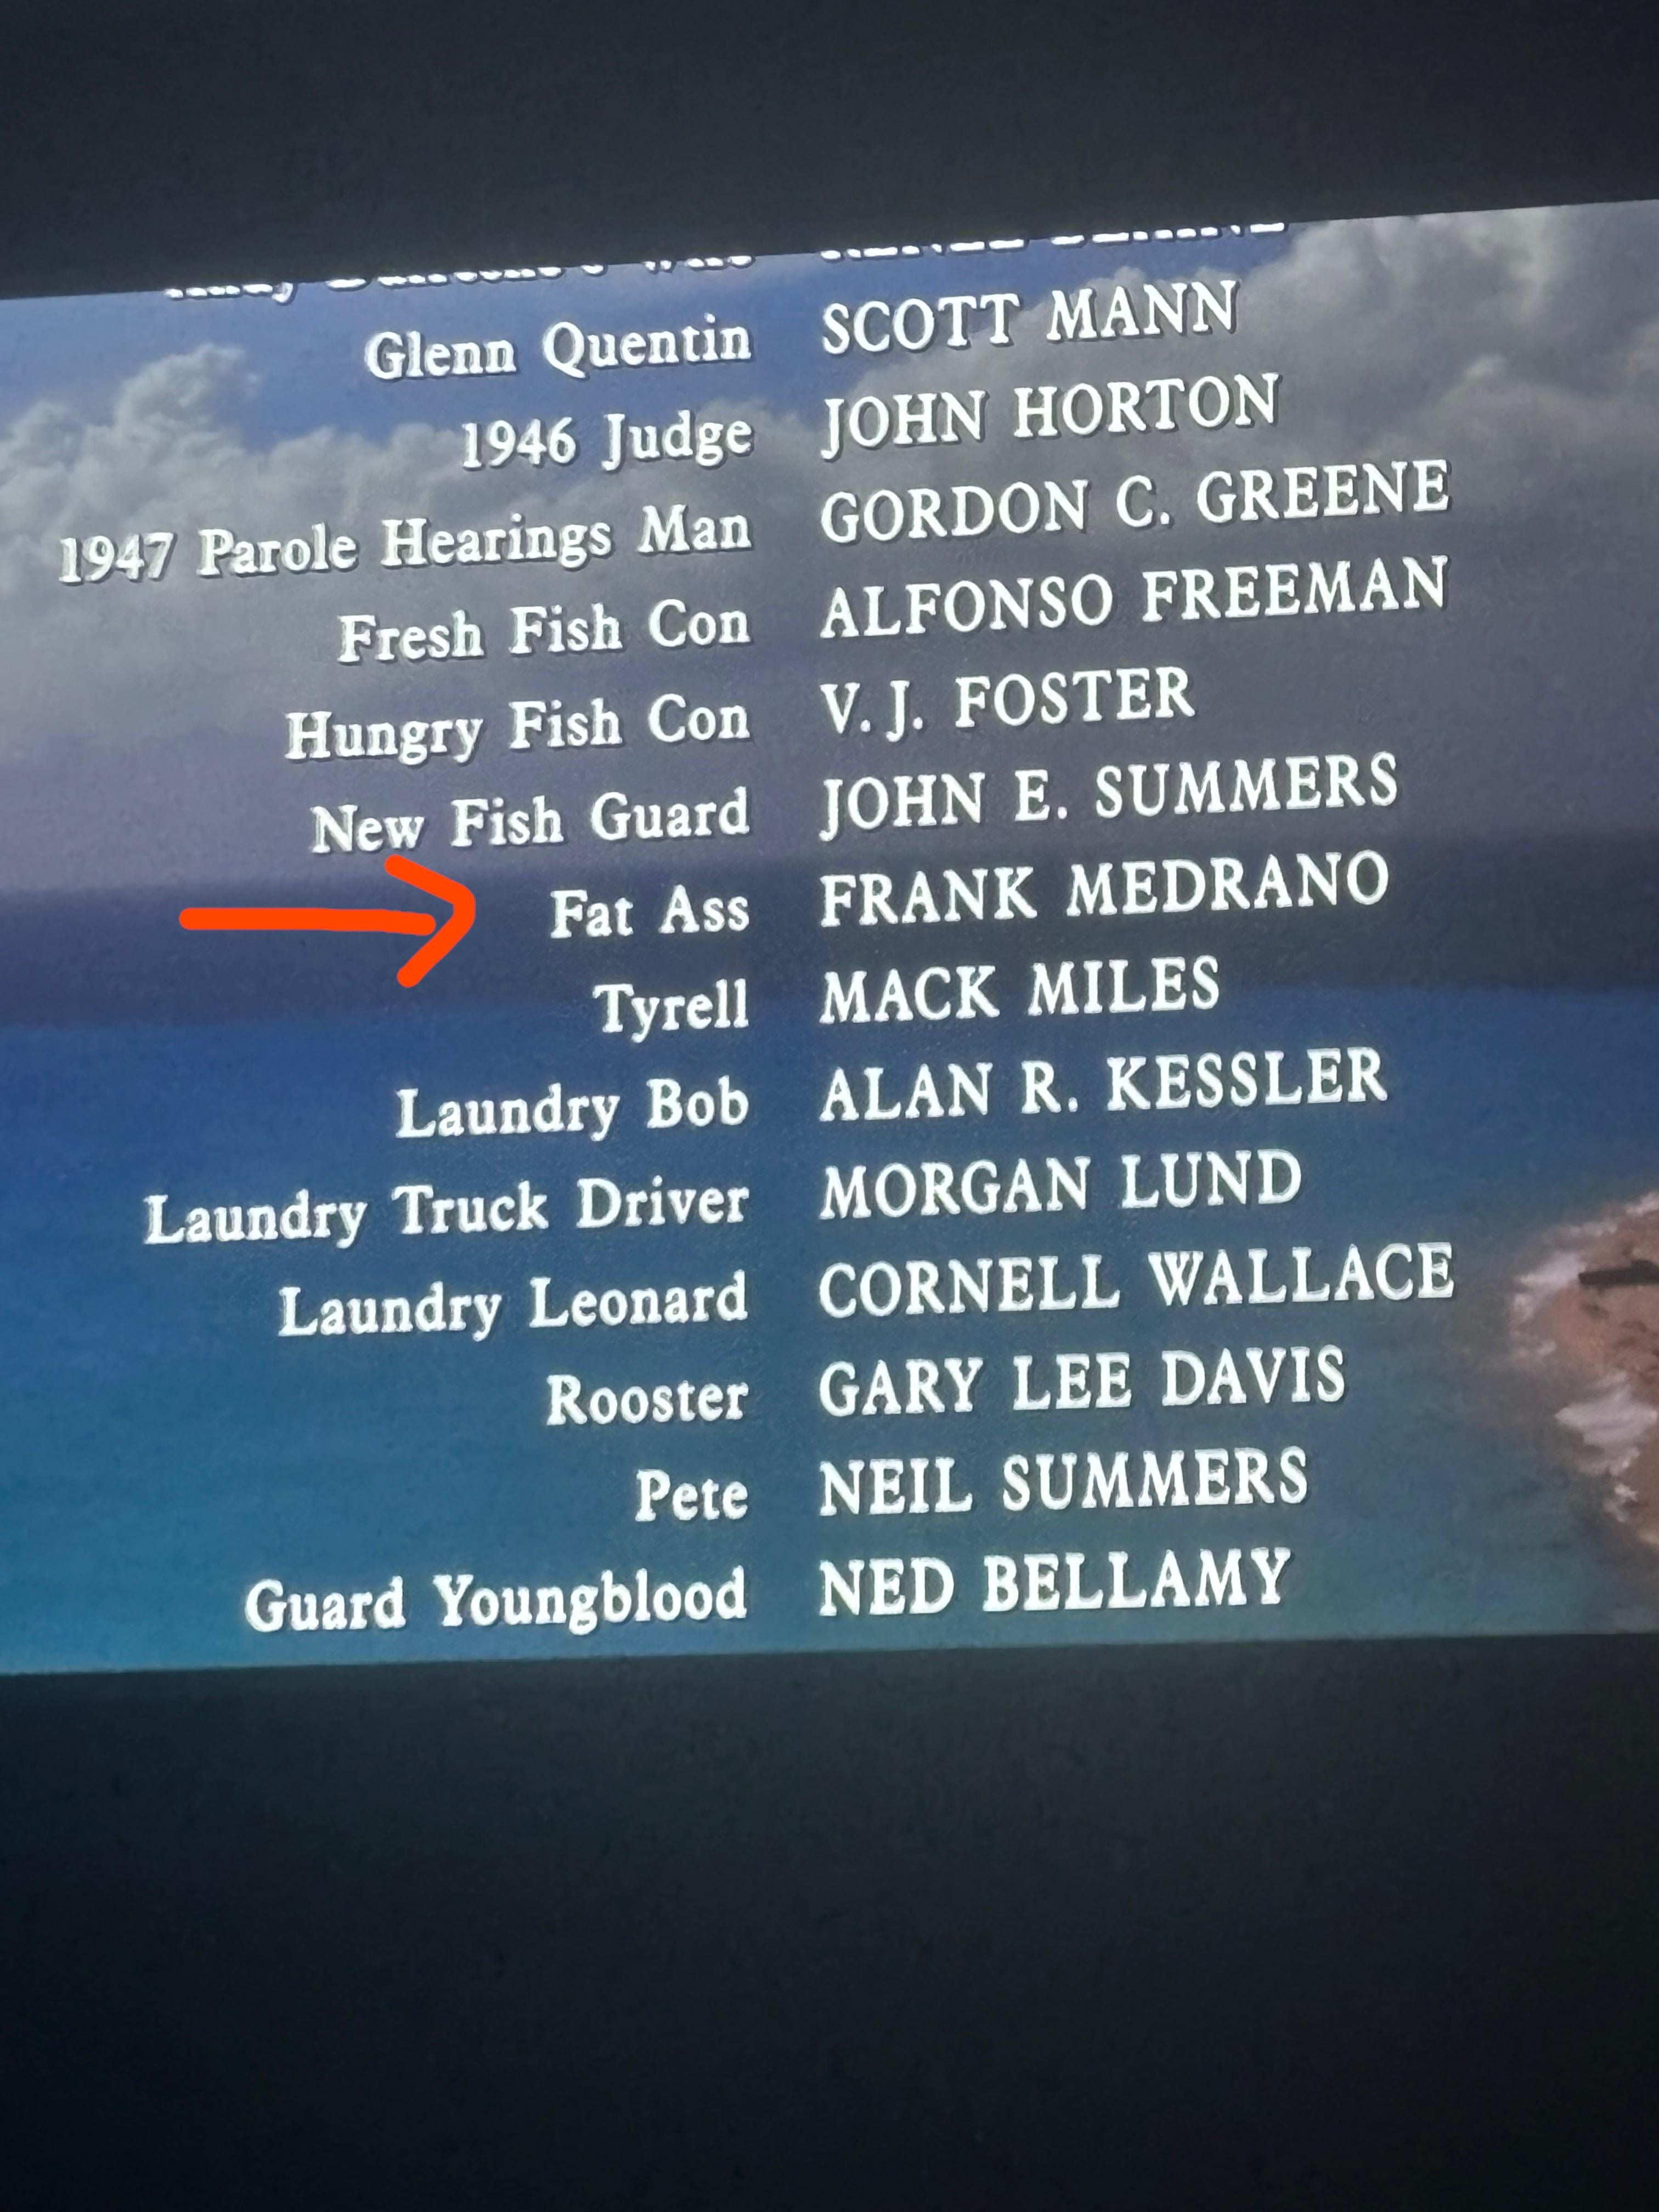 Glenn Quentin SCOTT MANN
1946 Judge JOHN HORTON
1947 Parole Hearings Man GORDON C. GREENE
Fresh Fish Con ALFONSO FREEMAN
Hungry Fish Con V. J. FOSTER
New Fish Guard JOHN E. SUMMERS
Fat Ass FRANK MEDRANO
Tyrell MACK MILES
Laundry Bob ALAN R. KESSLER
Laundry Truck Driver MORGAN LUND
Laundry Leonard CORNELL WALLACE
Rooster GARY LEE DAVIS
Pete NEIL SUMMERS
Guard Youngblood NED BELLAMY